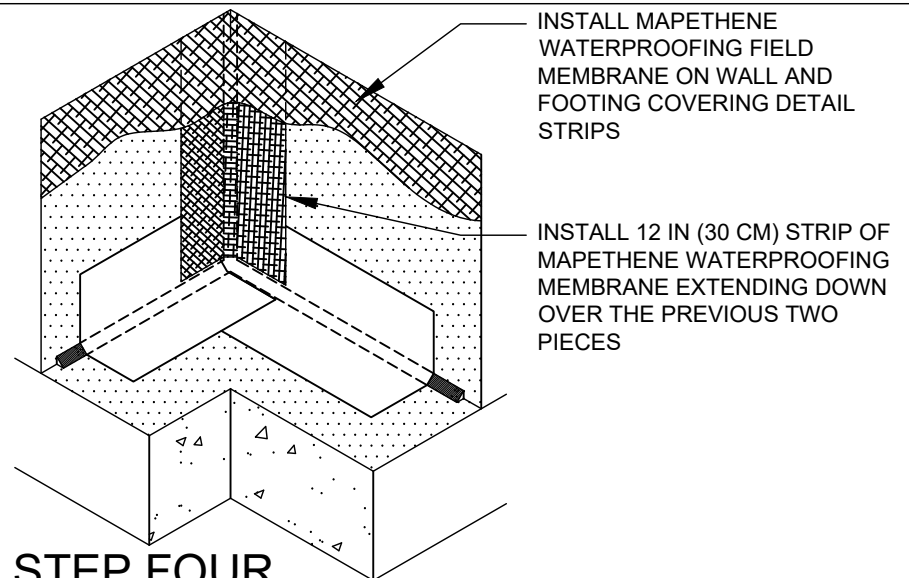 INSTALL MAPETHENE
WATERPROOFING FIELD
MEMBRANE ON WALL AND
FOOTING COVERING DETAIL
STRIPS
INSTALL 12 IN (30 CM) STRIP OF
MAPETHENE WATERPROOFING
MEMBRANE EXTENDING DOWN
OVER THE PREVIOUS TWO
PIECES
STEP FOUR